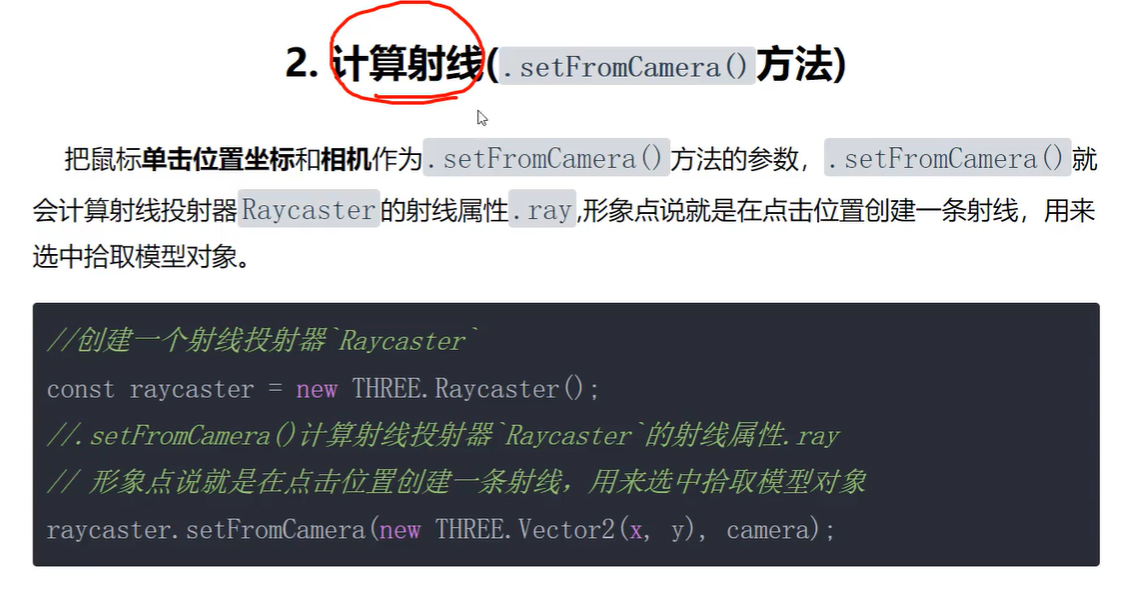 2. 计算射线(.setFromCamera()方法)
把鼠标单击位置坐标和相机作为.setFromCamera()方法的参数，.setFromCamera()就
会计算射线投射器Raycaster的射线属性.ray,形象点说就是在点击位置创建一条射线，用来
选中拾取模型对象。
//创建一个射线投射器`Raycaster`
const raycaster = new THREE.Raycaster();
//.setFromCamera()计算射线投射器`Raycaster`的射线属性.ray
// 形象点说就是在点击位置创建一条射线，用来选中拾取模型对象
raycaster.setFromCamera(new THREE.Vector2(x, y), camera);